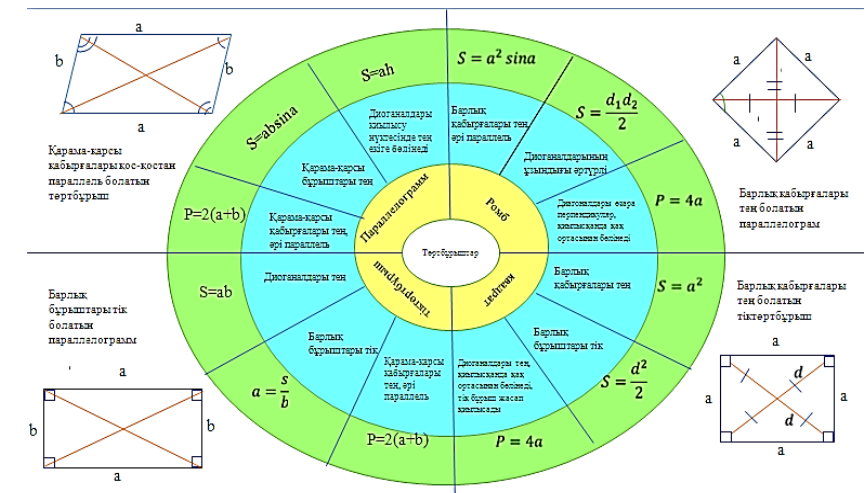 a
b
b
a
Қарама-қарсы
қабырғалары қос-қостан
параллель болатын
төртбұрыш
a
a
a
a
Барлық қабырғалары
тең болатын
параллелограм
Барлық
бұрыштары тік
болатын
параллелограмм
a
b
b
a
Барлық қабырғалары
тең болатын
тіктөртбұрыш
a
a
d
a
d
a
Төртбұрыштар
Параллелограмм
Ромб
тіктөртбұрыш
квадрат
Қарама-қарсы
қабырғалары тең,
әрі параллель
Қарама-қарсы
бұрыштары тең
Диоганалдары
қиылысу
нүктесінде тең
екіге бөлінеді
Барлық
қабырғалары тең,
әрі параллель
Диоганалдарының
ұзындығы әртүрлі
Диагоналдары өзара
перпендикуляр,
қиылысқанда қақ
ортасынан бөлінеді
Барлық
қабырғалары тең
Барлық
бұрыштары тік
Диоганалдары тең,
қиылысқанда қақ
ортасынан бөлінеді,
тік бұрыш жасап
қиылысады
Қарама-қарсы
қабырғалары
тең, әрі
параллель
Барлық
бұрыштары тік
Диоганалдары тең
P=2(a+b)
S=absina
S=ah
S = a² sina
S = d₁d₂/2
P = 4a
S = a²
S = d²/2
P = 4a
P=2(a+b)
a = s/b
S=ab